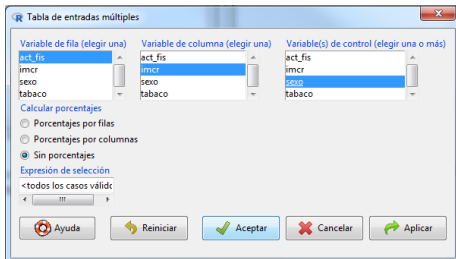 Tabla de entradas múltiples
Variable de fila (elegir una) Variable de columna (elegir una) Variable(s) de control (elegir una o más)
act_fis act_fis act_fis
imcr imcr imcr
sexo sexo sexo
tabaco tabaco tabaco
Calcular porcentajes
Porcentajes por filas
Porcentajes por columnas
Sin porcentajes
Expresión de selección
<todos los casos válido
Ayuda Reiniciar Aceptar Cancelar Aplicar